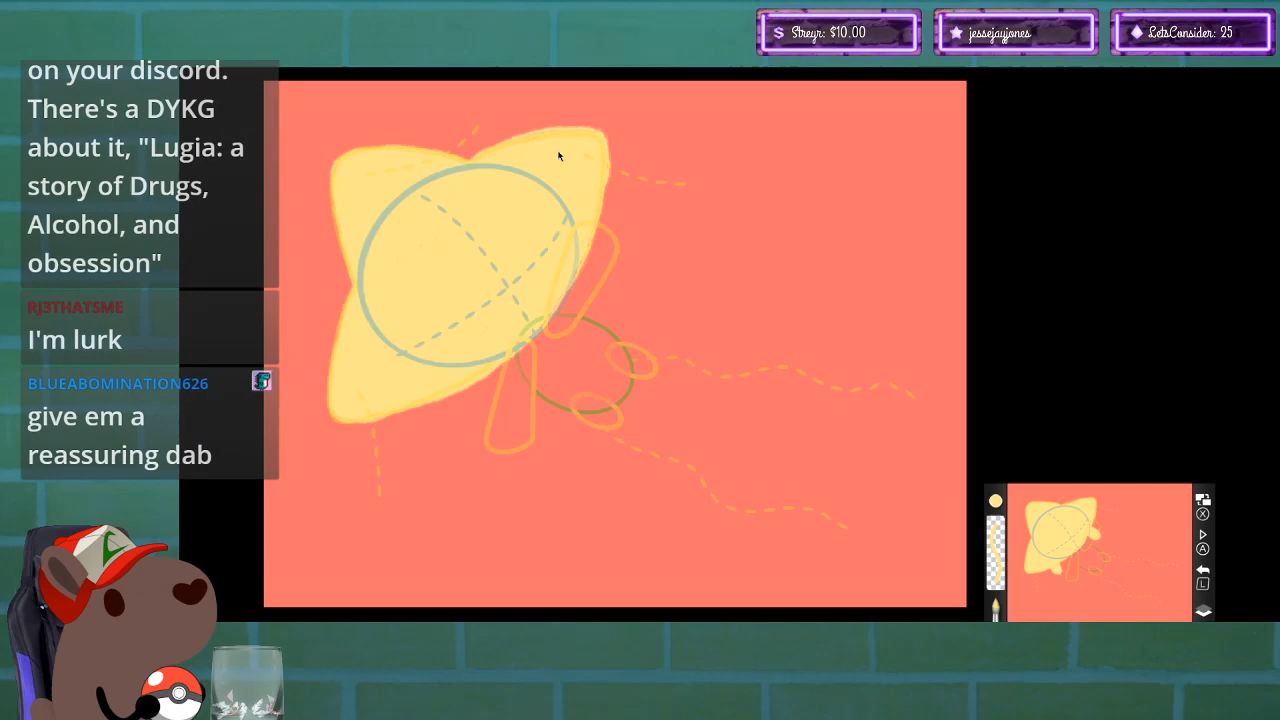 Streyr: $10.00
jessejayjones
LetsConsider: 25
on your discord.
There's a DYKG
about it, "Lugia: a
story of Drugs,
Alcohol, and
obsession"
RJ3THATSME
I'm lurk
BLUEABOMINATION626
give em a
reassuring dab
X
A
L